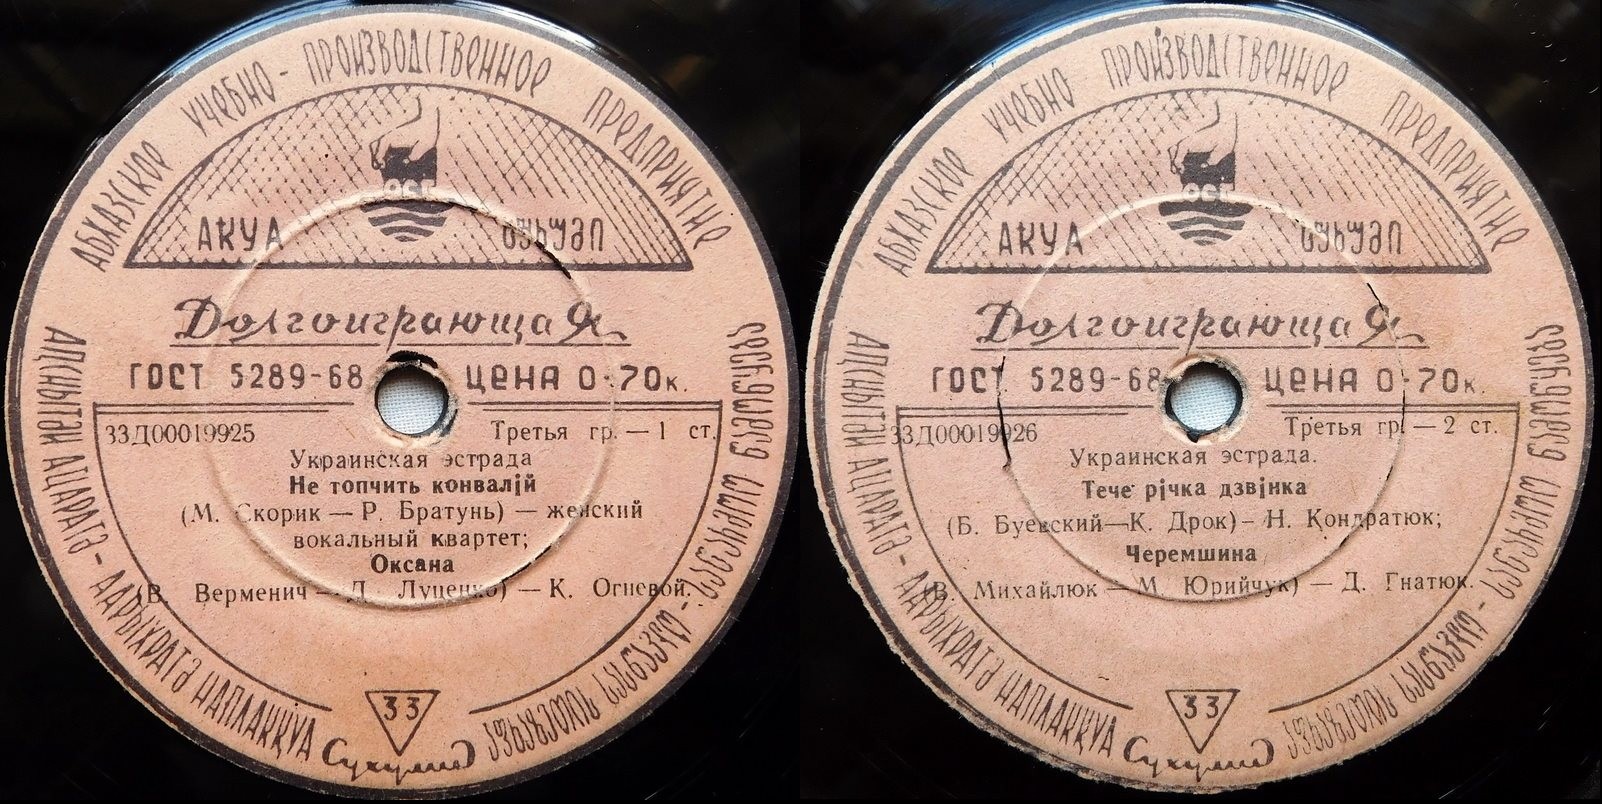 АБХАЗСКОЕ УЧЕБНО - ПРОИЗВОДСТВЕННОЕ ПРЕДПРИЯТИЕ
АКУА
Долгоиграющая
ГОСТ 5289-68 ЦЕНА 0-70к.
33Д00019925 Третья гр. — 1 ст.
Украинская эстрада
Не топчить конвалій
(М. Скорик — Р. Братунь) — женский
вокальный квартет;
Оксана
(В. Верменич — Д. Луценко) — К. Огневой.
33
Сухуми
АБХАЗСКОЕ УЧЕБНО ПРОИЗВОДСТВЕННОЕ ПРЕДПРИЯТИЕ
АКУА
Долгоиграющая
ГОСТ 5289-68 ЦЕНА 0-70к.
33Д00019926 Третья гр — 2 ст.
Украинская эстрада.
Тече річка дзвінка
(Б. Буевский—К. Дрок) – Н. Кондратюк;
Черемшина
(В. Михайлюк — М. Юрийчук) — Д. Гнатюк.
33
Сухуми